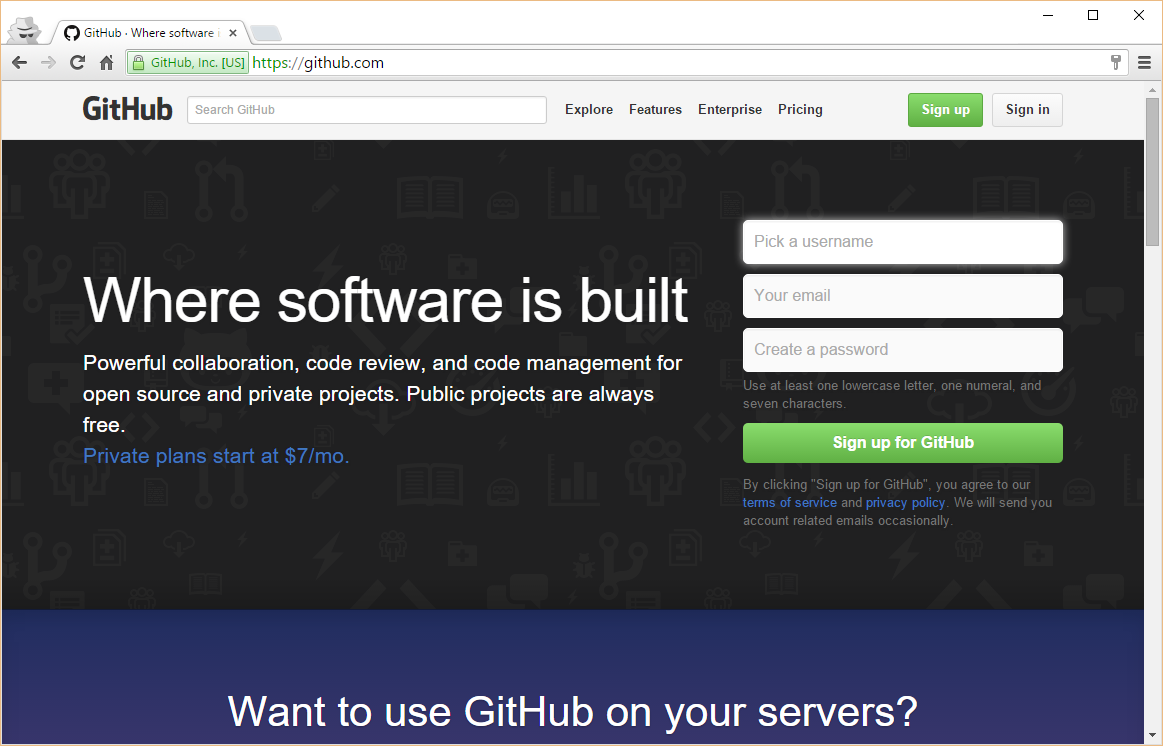 GitHub · Where software i
GitHub, Inc. [US] https://github.com
GitHub Search GitHub Explore Features Enterprise Pricing Sign up Sign in
Where software is built
Powerful collaboration, code review, and code management for
open source and private projects. Public projects are always
free.
Private plans start at $7/mo.
Pick a username
Your email
Create a password
Use at least one lowercase letter, one numeral, and
seven characters.
Sign up for GitHub
By clicking "Sign up for GitHub", you agree to our
terms of service and privacy policy. We will send you
account related emails occasionally.
Want to use GitHub on your servers?